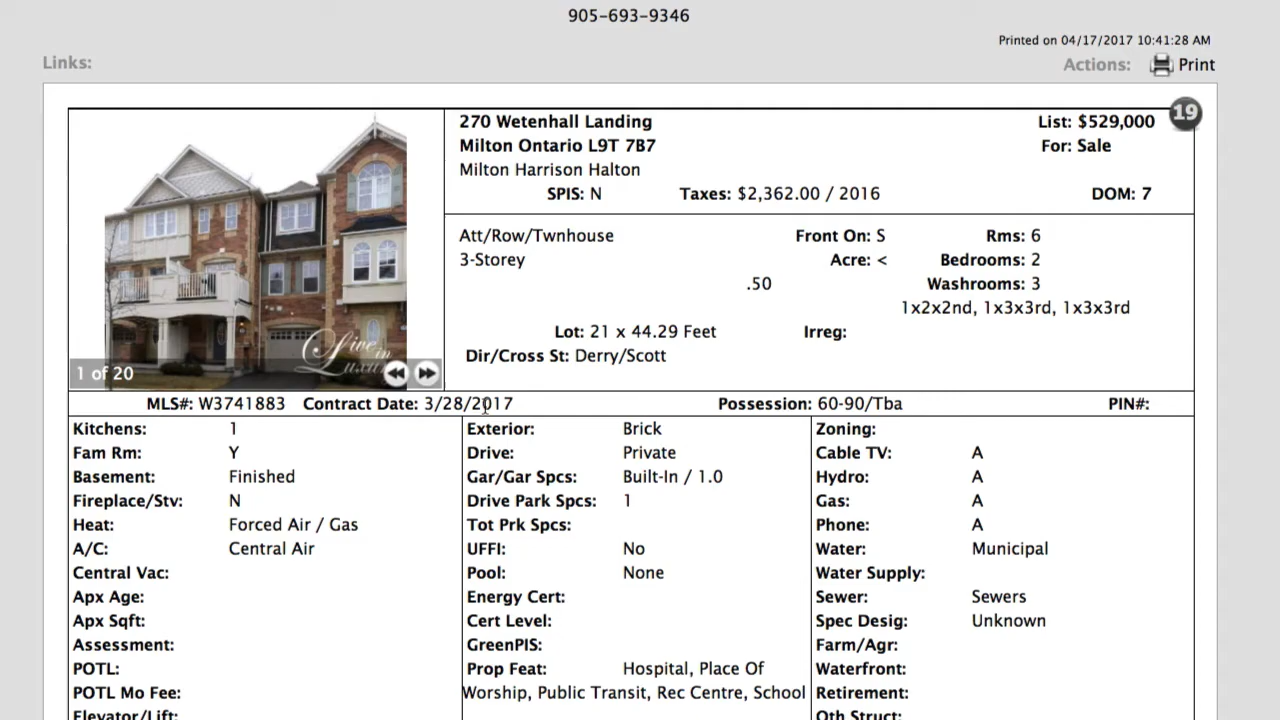 905-693-9346
Printed on 04/17/2017 10:41:28 AM
Links:
Actions: Print
19
270 Wetenhall Landing List: $529,000
Milton Ontario L9T 7B7 For: Sale
Milton Harrison Halton
SPIS: N Taxes: $2,362.00 / 2016 DOM: 7
Att/Row/Twnhouse Front On: S Rms: 6
3-Storey Acre: < Bedrooms: 2
.50 Washrooms: 3
1x2x2nd, 1x3x3rd, 1x3x3rd
Lot: 21 x 44.29 Feet Irreg:
Dir/Cross St: Derry/Scott
Live in
1 of 20
MLS#: W3741883 Contract Date: 3/28/2017 Possession: 60-90/Tba PIN#:
Kitchens: 1 Exterior: Brick Zoning:
Fam Rm: Y Drive: Private Cable TV: A
Basement: Finished Gar/Gar Spcs: Built-In / 1.0 Hydro: A
Fireplace/Stv: N Drive Park Spcs: 1 Gas: A
Heat: Forced Air / Gas Tot Prk Spcs: Phone: A
A/C: Central Air UFFI: No Water: Municipal
Central Vac: Pool: None Water Supply:
Apx Age: Energy Cert: Sewer: Sewers
Apx Sqft: Cert Level: Spec Desig: Unknown
Assessment: GreenPIS: Farm/Agr:
POTL: Prop Feat: Hospital, Place Of Waterfront:
POTL Mo Fee: Worship, Public Transit, Rec Centre, School Retirement:
Elevator/Lift: Oth Struct: